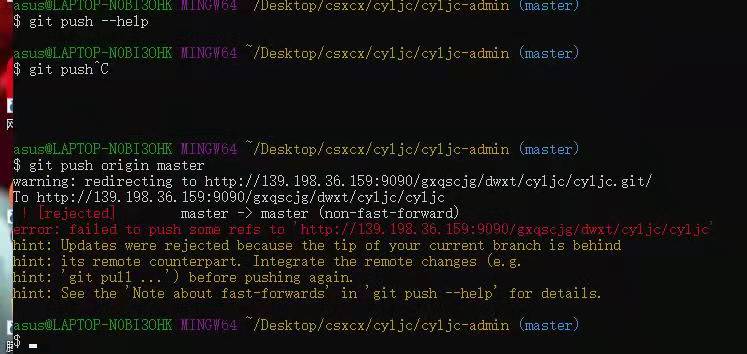 asus@LAPTOP-N0BI3OHK MINGW64 ~/Desktop/csxcx/cyljc/cyljc-admin (master)
$ git push --help
asus@LAPTOP-N0BI3OHK MINGW64 ~/Desktop/csxcx/cyljc/cyljc-admin (master)
$ git push^C
asus@LAPTOP-N0BI3OHK MINGW64 ~/Desktop/csxcx/cyljc/cyljc-admin (master)
$ git push origin master
warning: redirecting to http://139.198.36.159:9090/gxqscjg/dwxt/cyljc/cyljc.git/
To http://139.198.36.159:9090/gxqscjg/dwxt/cyljc/cyljc
! [rejected] master -> master (non-fast-forward)
error: failed to push some refs to 'http://139.198.36.159:9090/gxqscjg/dwxt/cyljc/cyljc'
hint: Updates were rejected because the tip of your current branch is behind
hint: its remote counterpart. Integrate the remote changes (e.g.
hint: 'git pull ...') before pushing again.
hint: See the 'Note about fast-forwards' in 'git push --help' for details.
asus@LAPTOP-N0BI3OHK MINGW64 ~/Desktop/csxcx/cyljc/cyljc-admin (master)
$